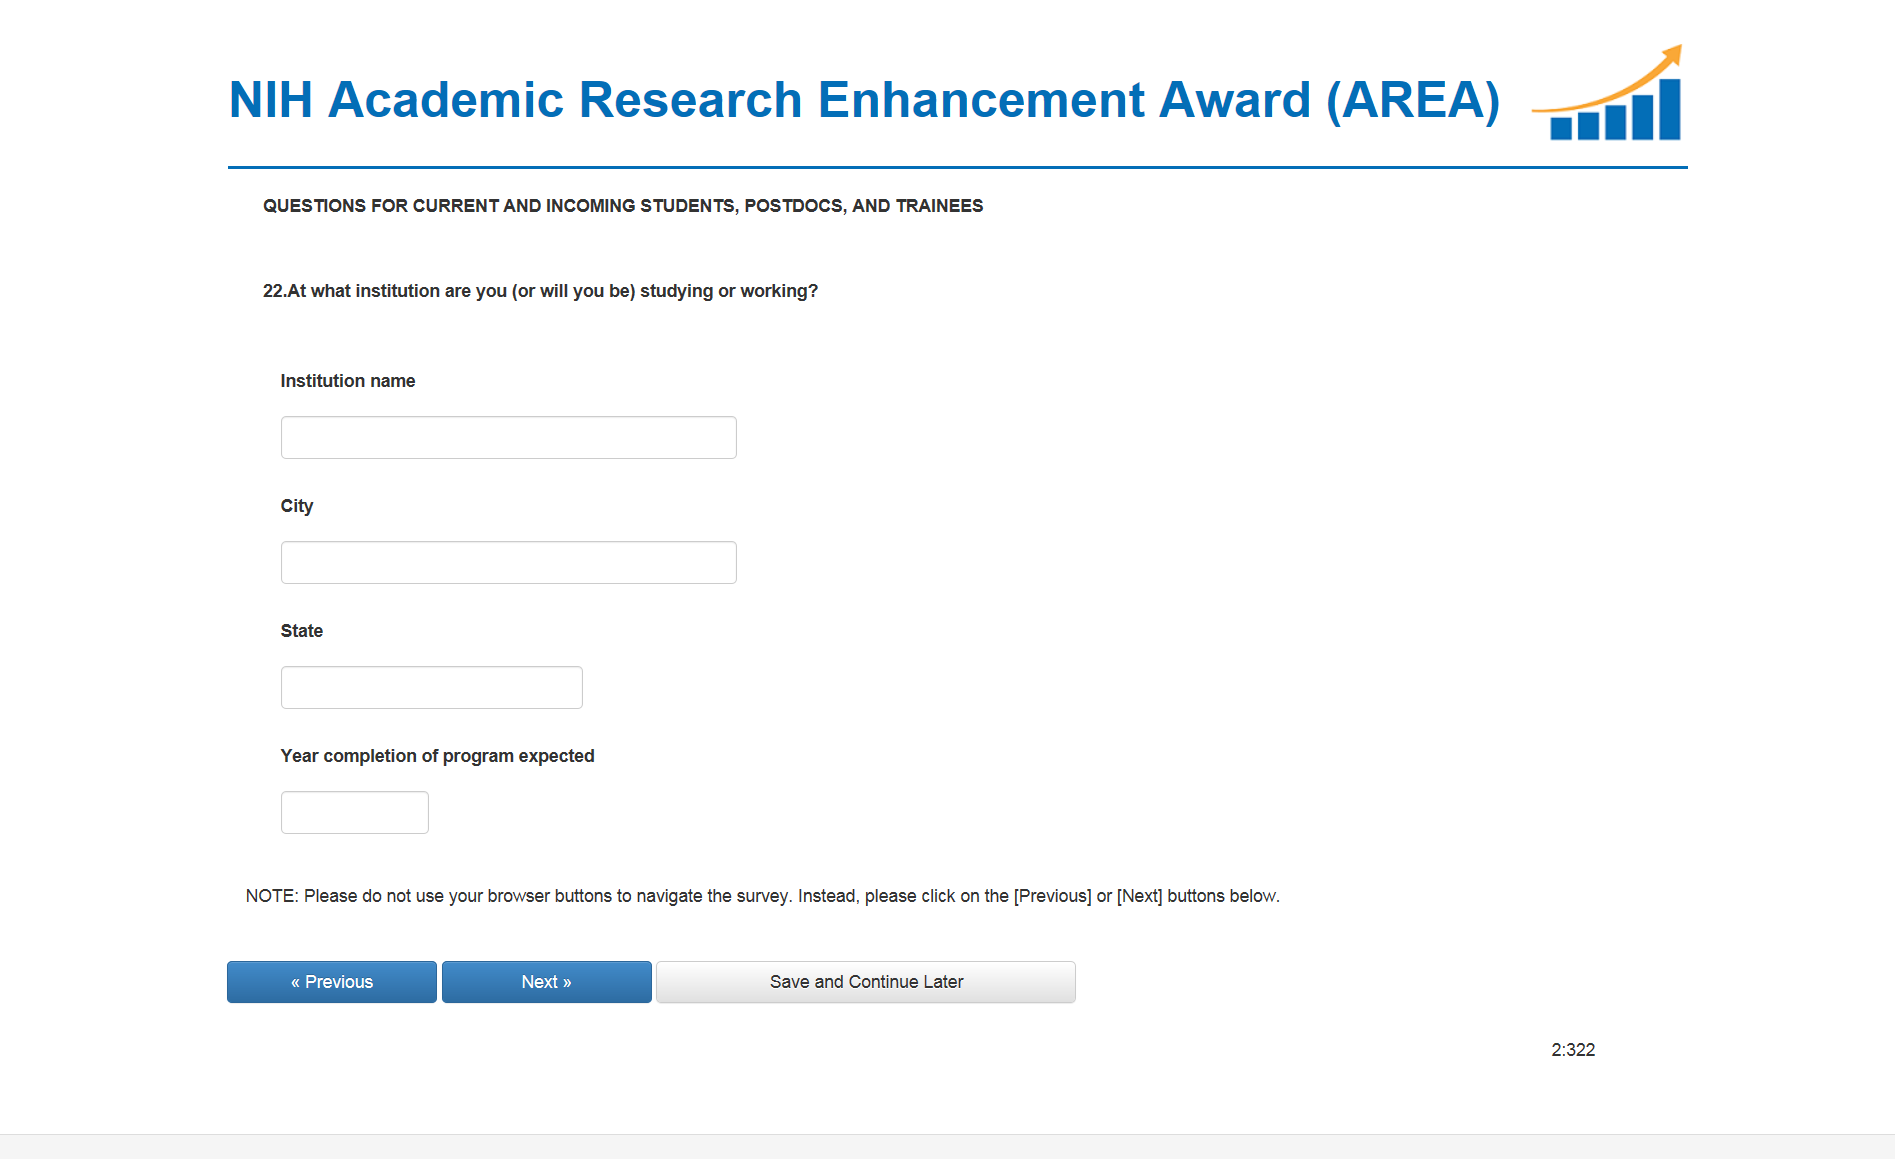 NIH Academic Research Enhancement Award (AREA)
QUESTIONS FOR CURRENT AND INCOMING STUDENTS, POSTDOCS, AND TRAINEES
22.At what institution are you (or will you be) studying or working?
Institution name
City
State
Year completion of program expected
NOTE: Please do not use your browser buttons to navigate the survey. Instead, please click on the [Previous] or [Next] buttons below.
« Previous Next » Save and Continue Later
2:322